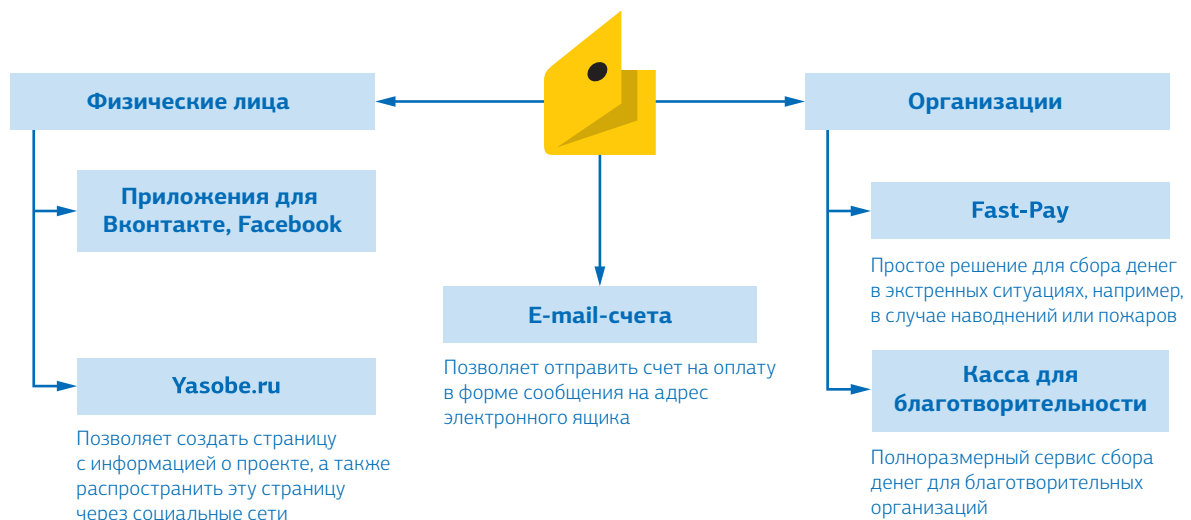 Физические лица
Приложения для
Вконтакте, Facebook
Yasobe.ru
Позволяет создать страницу
с информацией о проекте, а также
распространить эту страницу
через социальные сети
E-mail-счета
Позволяет отправить счет на оплату
в форме сообщения на адрес
электронного ящика
Организации
Fast-Pay
Простое решение для сбора денег
в экстренных ситуациях, например,
в случае наводнений или пожаров
Касса для
благотворительности
Полноразмерный сервис сбора
денег для благотворительных
организаций